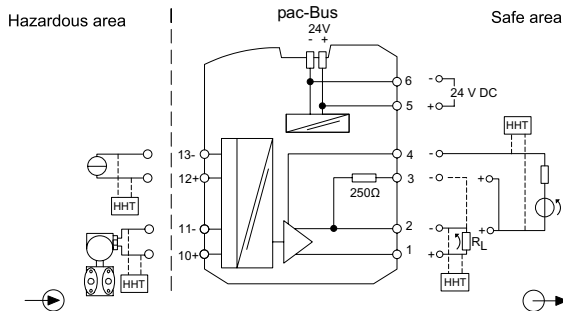 Hazardous area
pac-Bus
Safe area
24V
- +
6
- 24 V DC
5
+
HHT
13-
4
-
12+
3
-
+
250Ω
HHT
11-
2
-
+
RL
10+
1
+
HHT
HHT